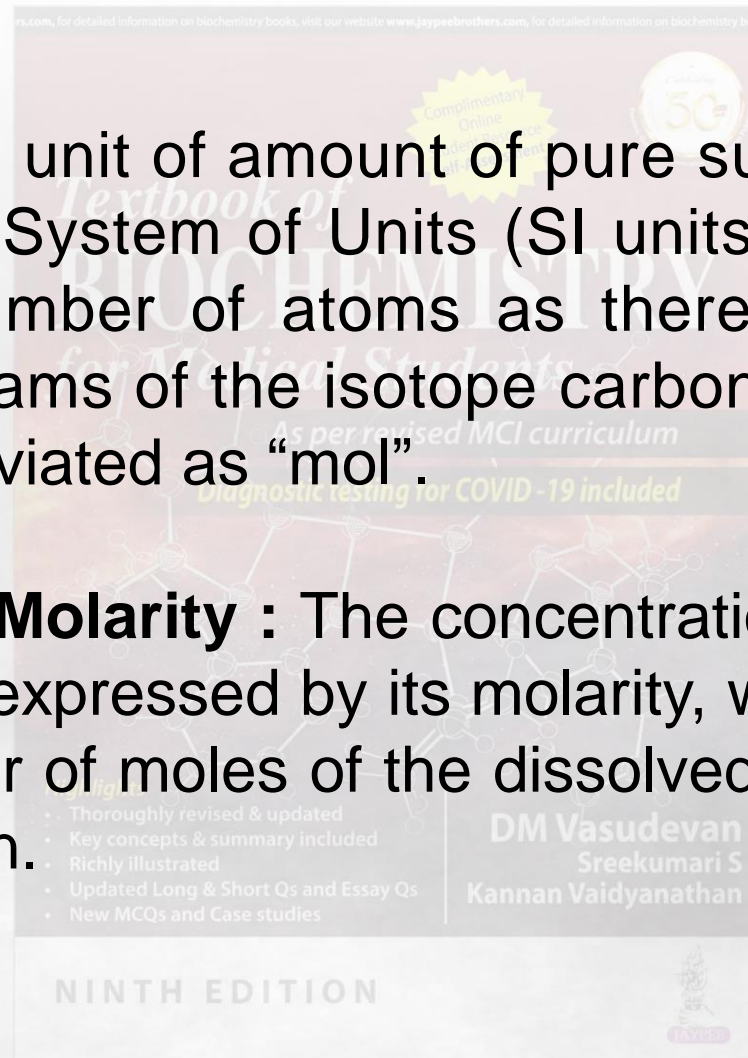 rs.com, for detailed information on biochemistry books, visit our website www.jaypeebrothers.com, for detailed information on biochemistry b
Complimentary
Online
50
unit of amount of pure su
Textbook of
System of Units (SI units
BIOCHEMISTRY
mber of atoms as there
for Medical Students
ams of the isotope carbon
As per revised MCI curriculum
viated as “mol”.
Diagnostic testing for COVID -19 included
Molarity : The concentratio
expressed by its molarity, w
r of moles of the dissolved
Highlights
• Thoroughly revised & updated
n.
• Key concepts & summary included
• Richly illustrated
• Updated Long & Short Qs and Essay Qs
• New MCQs and Case studies
DM Vasudevan
Sreekumari S
Kannan Vaidyanathan
NINTH EDITION
JAYPEE